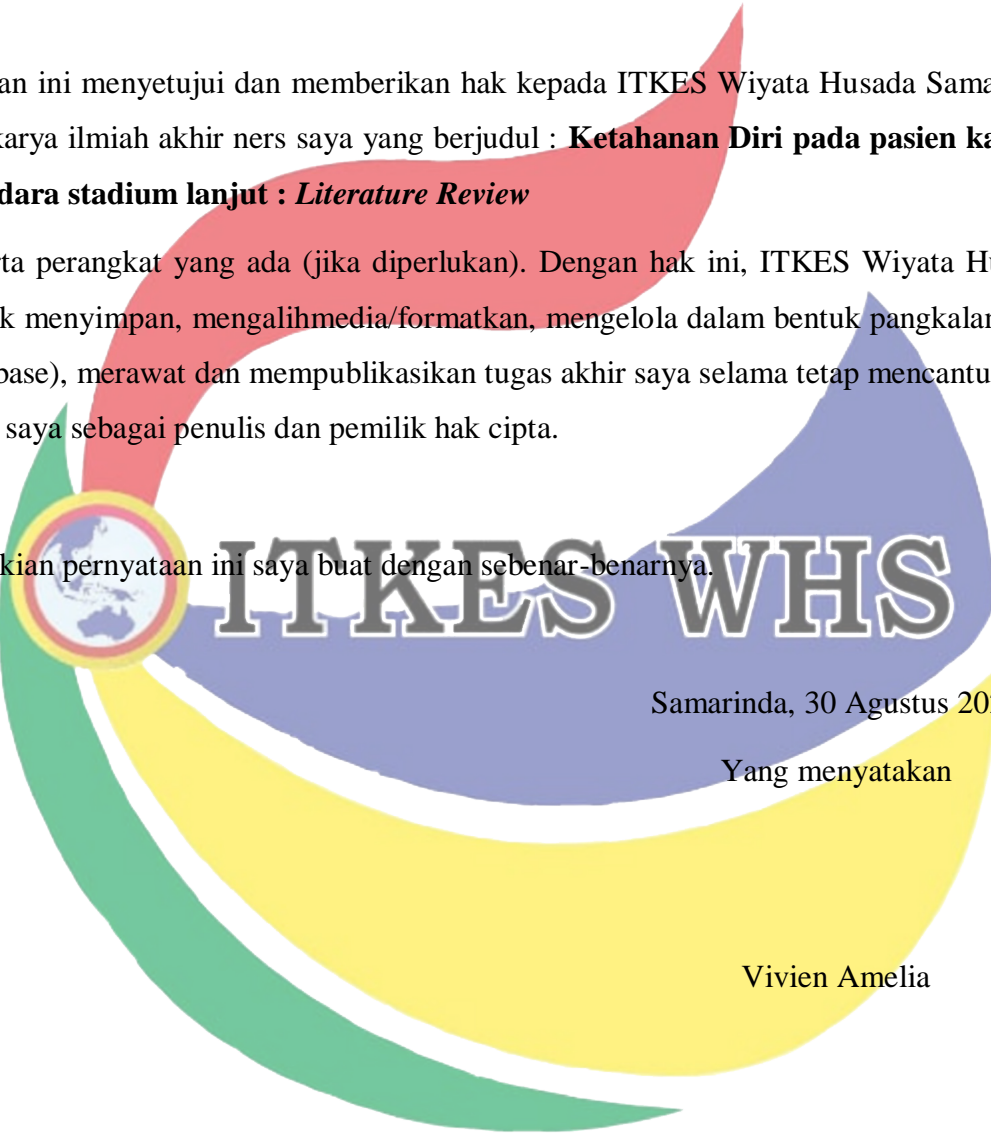 an ini menyetujui dan memberikan hak kepada ITKES Wiyata Husada Sama
karya ilmiah akhir ners saya yang berjudul : Ketahanan Diri pada pasien ka
dara stadium lanjut : Literature Review
rta perangkat yang ada (jika diperlukan). Dengan hak ini, ITKES Wiyata Hu
k menyimpan, mengalihmedia/formatkan, mengelola dalam bentuk pangkalan
base), merawat dan mempublikasikan tugas akhir saya selama tetap mencantu
saya sebagai penulis dan pemilik hak cipta.
kian pernyataan ini saya buat dengan sebenar-benarnya.
ITKES WHS
Samarinda, 30 Agustus 20
Yang menyatakan
Vivien Amelia